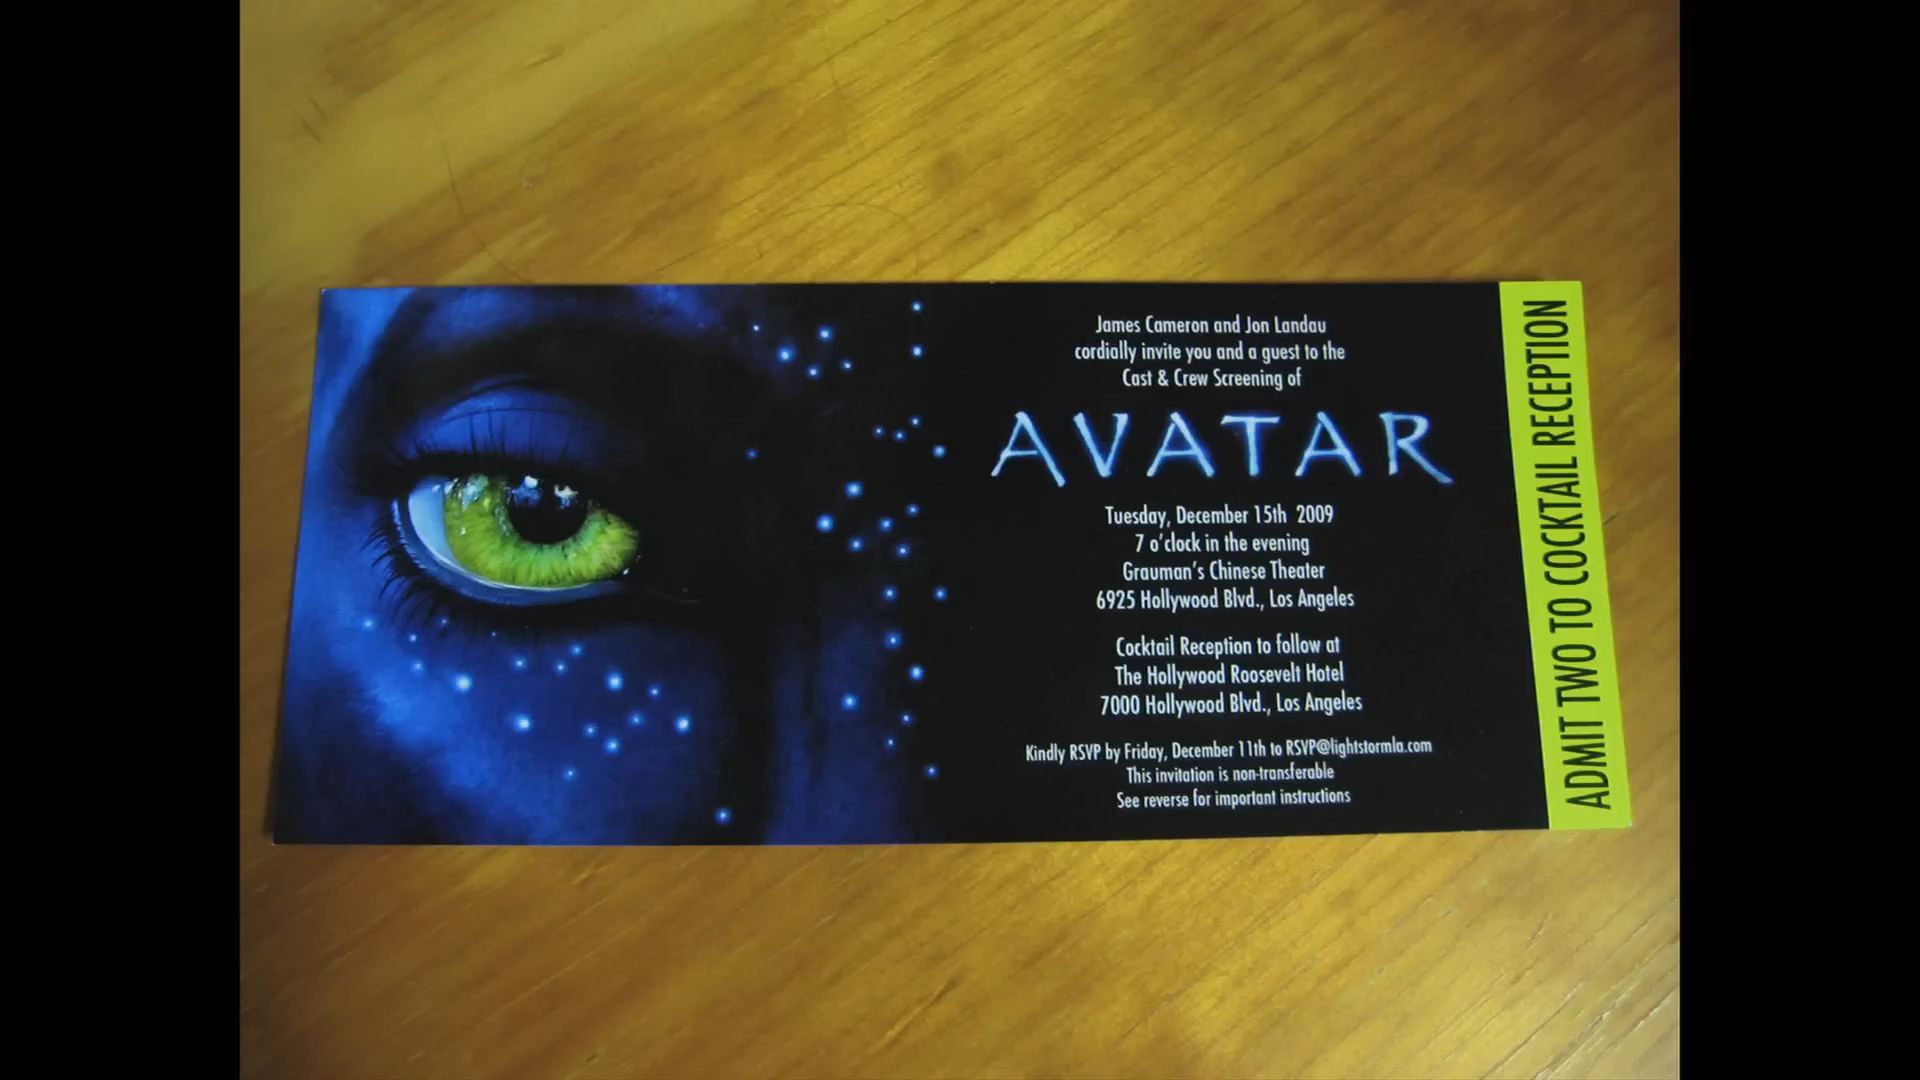 James Cameron and Jon Landau
cordially invite you and a guest to the
Cast & Crew Screening of
AVATAR
Tuesday, December 15th 2009
7 o'clock in the evening
Grauman's Chinese Theater
6925 Hollywood Blvd., Los Angeles
Cocktail Reception to follow at
The Hollywood Roosevelt Hotel
7000 Hollywood Blvd., Los Angeles
Kindly RSVP by Friday, December 11th to RSVP@lightstormla.com
This invitation is non-transferable
See reverse for important instructions
ADMIT TWO TO COCKTAIL RECEPTION